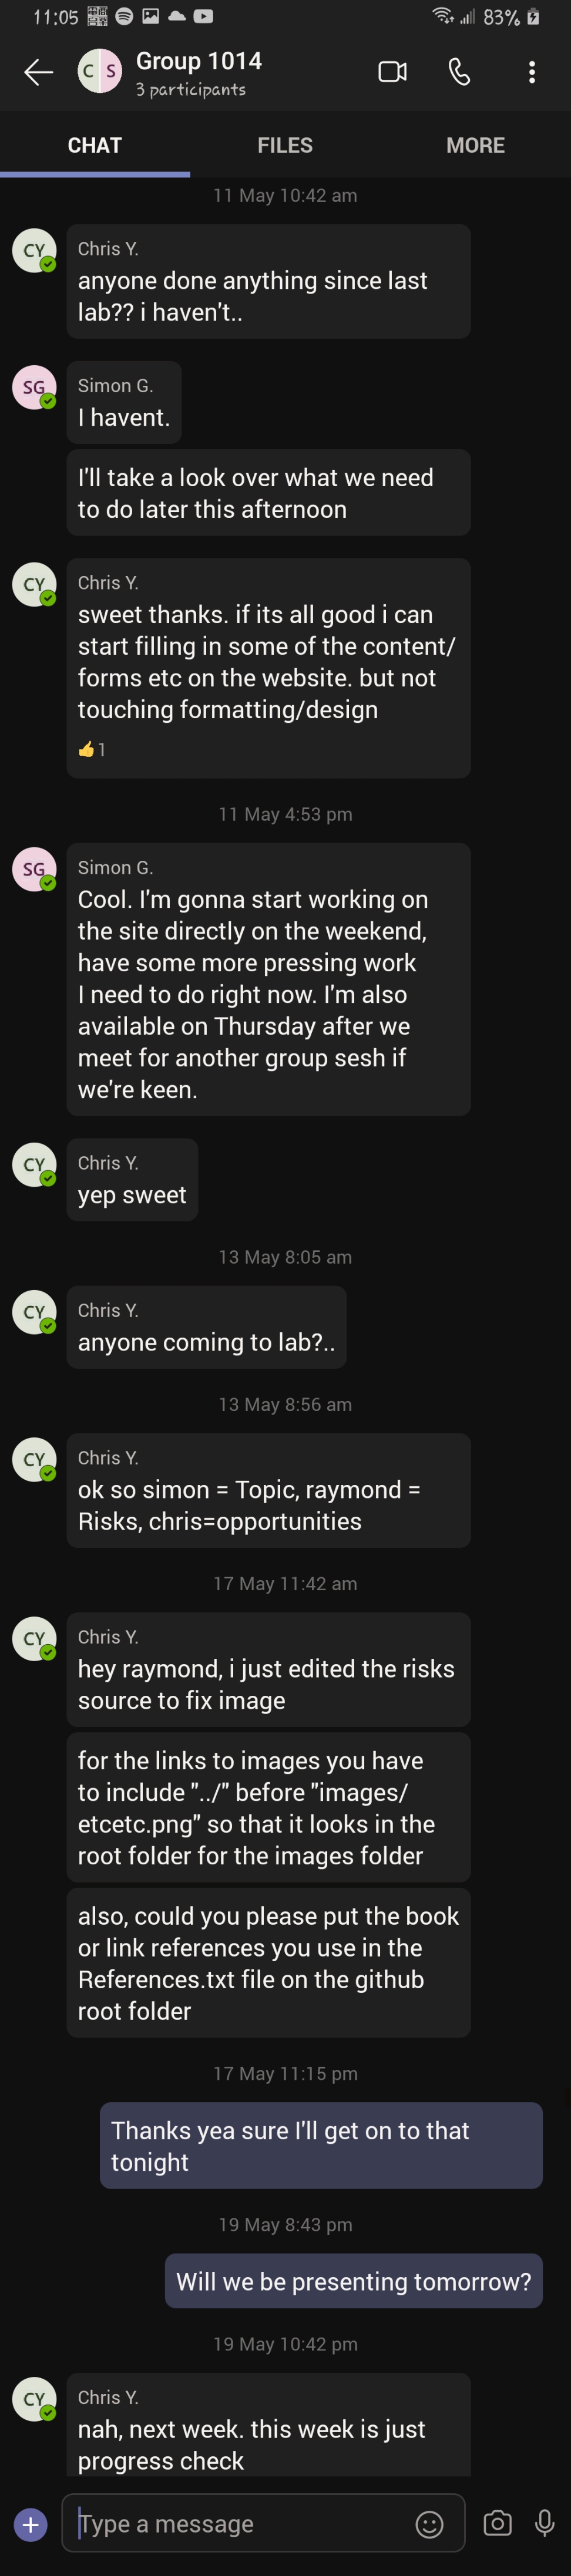 11:05 83%
C S Group 1014
3 participants
CHAT FILES MORE
11 May 10:42 am
CY Chris Y.
anyone done anything since last
lab?? i haven't..
SG Simon G.
I havent.
I'll take a look over what we need
to do later this afternoon
CY Chris Y.
sweet thanks. if its all good i can
start filling in some of the content/
forms etc on the website. but not
touching formatting/design
👍 1
11 May 4:53 pm
SG Simon G.
Cool. I'm gonna start working on
the site directly on the weekend,
have some more pressing work
I need to do right now. I'm also
available on Thursday after we
meet for another group sesh if
we're keen.
CY Chris Y.
yep sweet
13 May 8:05 am
CY Chris Y.
anyone coming to lab?..
13 May 8:56 am
CY Chris Y.
ok so simon = Topic, raymond =
Risks, chris=opportunities
17 May 11:42 am
CY Chris Y.
hey raymond, i just edited the risks
source to fix image
for the links to images you have
to include "../" before "images/
etcetc.png" so that it looks in the
root folder for the images folder
also, could you please put the book
or link references you use in the
References.txt file on the github
root folder
17 May 11:15 pm
Thanks yea sure I'll get on to that
tonight
19 May 8:43 pm
Will we be presenting tomorrow?
19 May 10:42 pm
CY Chris Y.
nah, next week. this week is just
progress check
Type a message